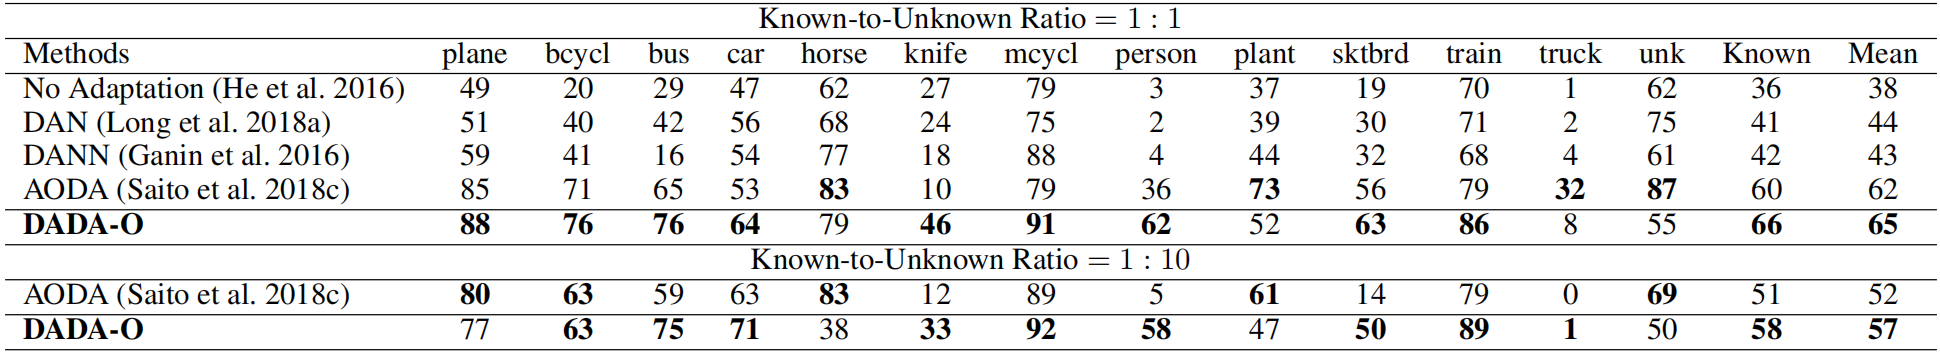 Known-to-Unknown Ratio = 1 : 1
Methods plane bcycl bus car horse knife mcycl person plant sktbrd train truck unk Known Mean
No Adaptation (He et al. 2016) 49 20 29 47 62 27 79 3 37 19 70 1 62 36 38
DAN (Long et al. 2018a) 51 40 42 56 68 24 75 2 39 30 71 2 75 41 44
DANN (Ganin et al. 2016) 59 41 16 54 77 18 88 4 44 32 68 4 61 42 43
AODA (Saito et al. 2018c) 85 71 65 53 83 10 79 36 73 56 79 32 87 60 62
DADA-O 88 76 76 64 79 46 91 62 52 63 86 8 55 66 65
Known-to-Unknown Ratio = 1 : 10
AODA (Saito et al. 2018c) 80 63 59 63 83 12 89 5 61 14 79 0 69 51 52
DADA-O 77 63 75 71 38 33 92 58 47 50 89 1 50 58 57